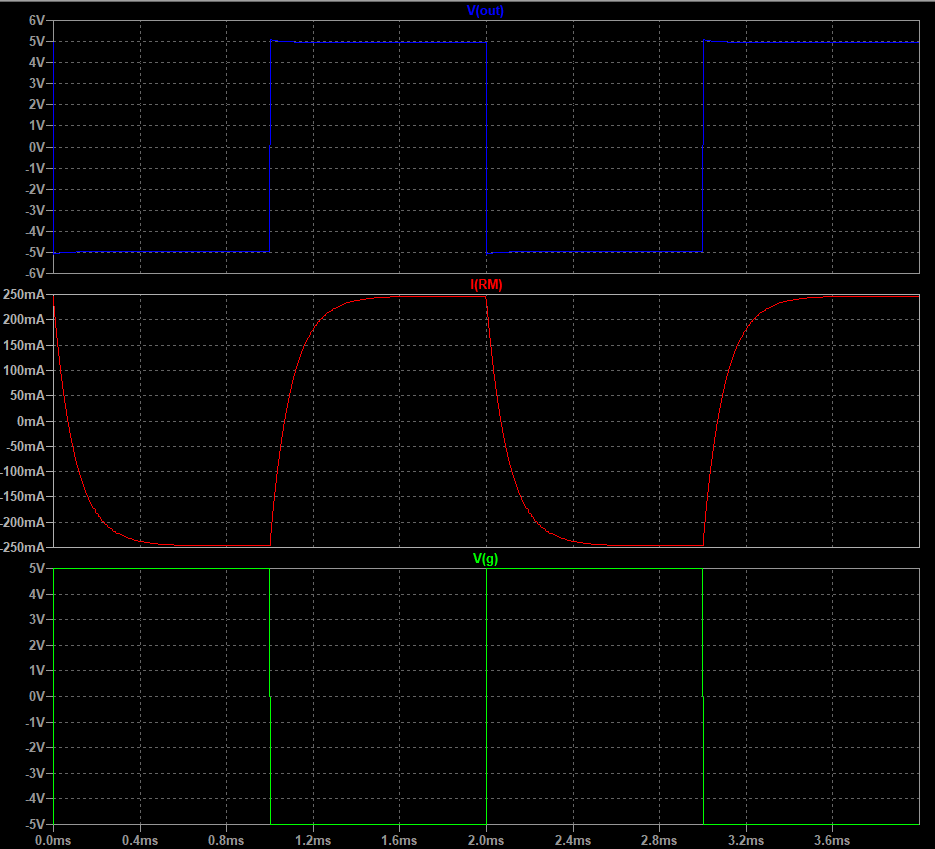 V(out)
6V
5V
4V
3V
2V
1V
0V
-1V
-2V
-3V
-4V
-5V
-6V
I(RM)
250mA
200mA
150mA
100mA
50mA
0mA
-50mA
-100mA
-150mA
-200mA
-250mA
V(g)
5V
4V
3V
2V
1V
0V
-1V
-2V
-3V
-4V
-5V
0.0ms 0.4ms 0.8ms 1.2ms 1.6ms 2.0ms 2.4ms 2.8ms 3.2ms 3.6ms